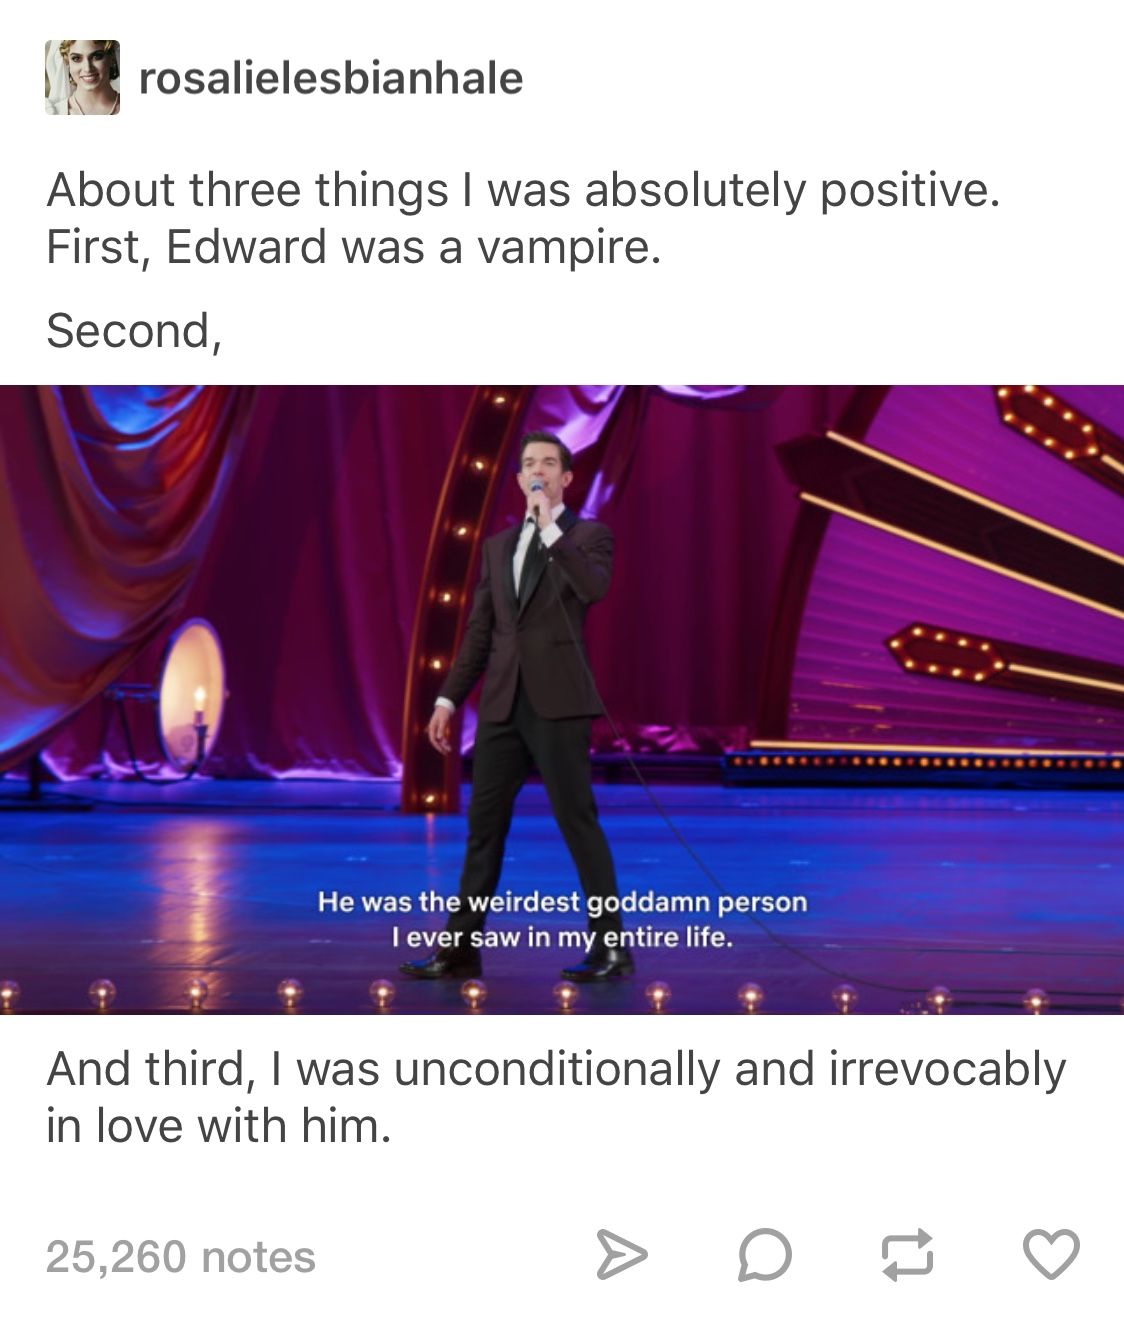 rosalielesbianhale
About three things I was absolutely positive.
First, Edward was a vampire.
Second,
He was the weirdest goddamn person
I ever saw in my entire life.
And third, I was unconditionally and irrevocably
in love with him.
25,260 notes